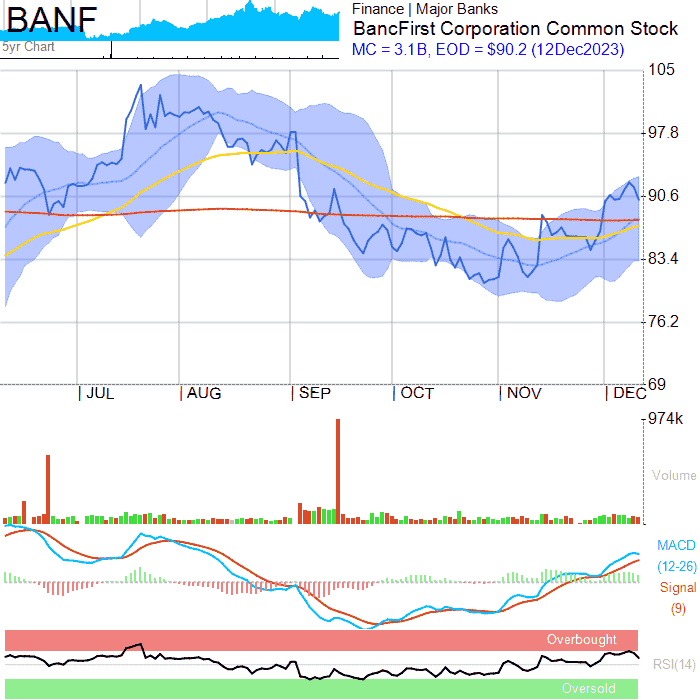 BANF
5yr Chart
Finance | Major Banks
BancFirst Corporation Common Stock
MC = 3.1B, EOD = $90.2 (12Dec2023)
105
97.8
90.6
83.4
76.2
69
| JUL
| AUG
| SEP
| OCT
| NOV
| DEC
974k
Volume
MACD
(12-26)
Signal
(9)
Overbought
RSI(14)
Oversold